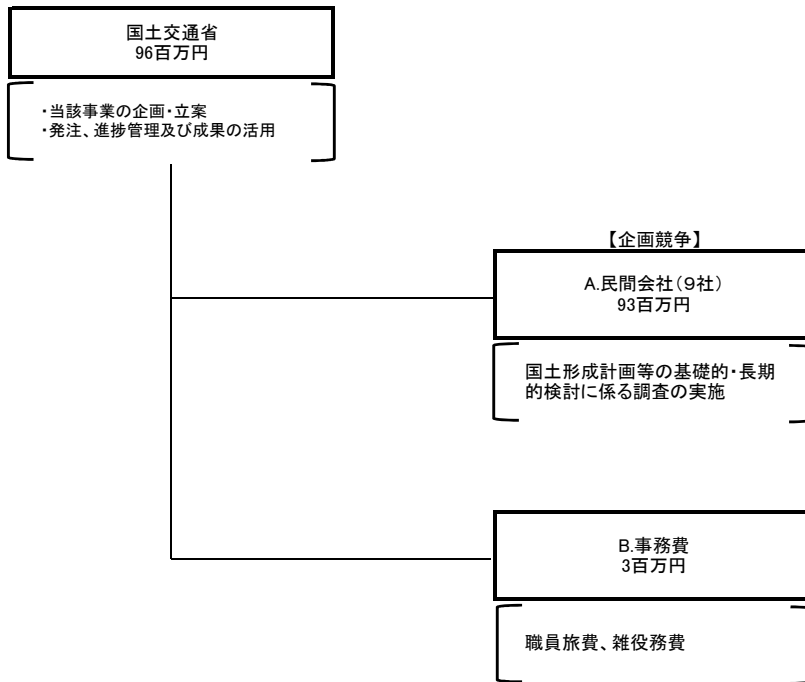 国土交通省
96百万円
・当該事業の企画・立案
・発注、進捗管理及び成果の活用
【企画競争】
A.民間会社（９社）
93百万円
国土形成計画等の基礎的・長期
的検討に係る調査の実施
B.事務費
3百万円
職員旅費、雑役務費